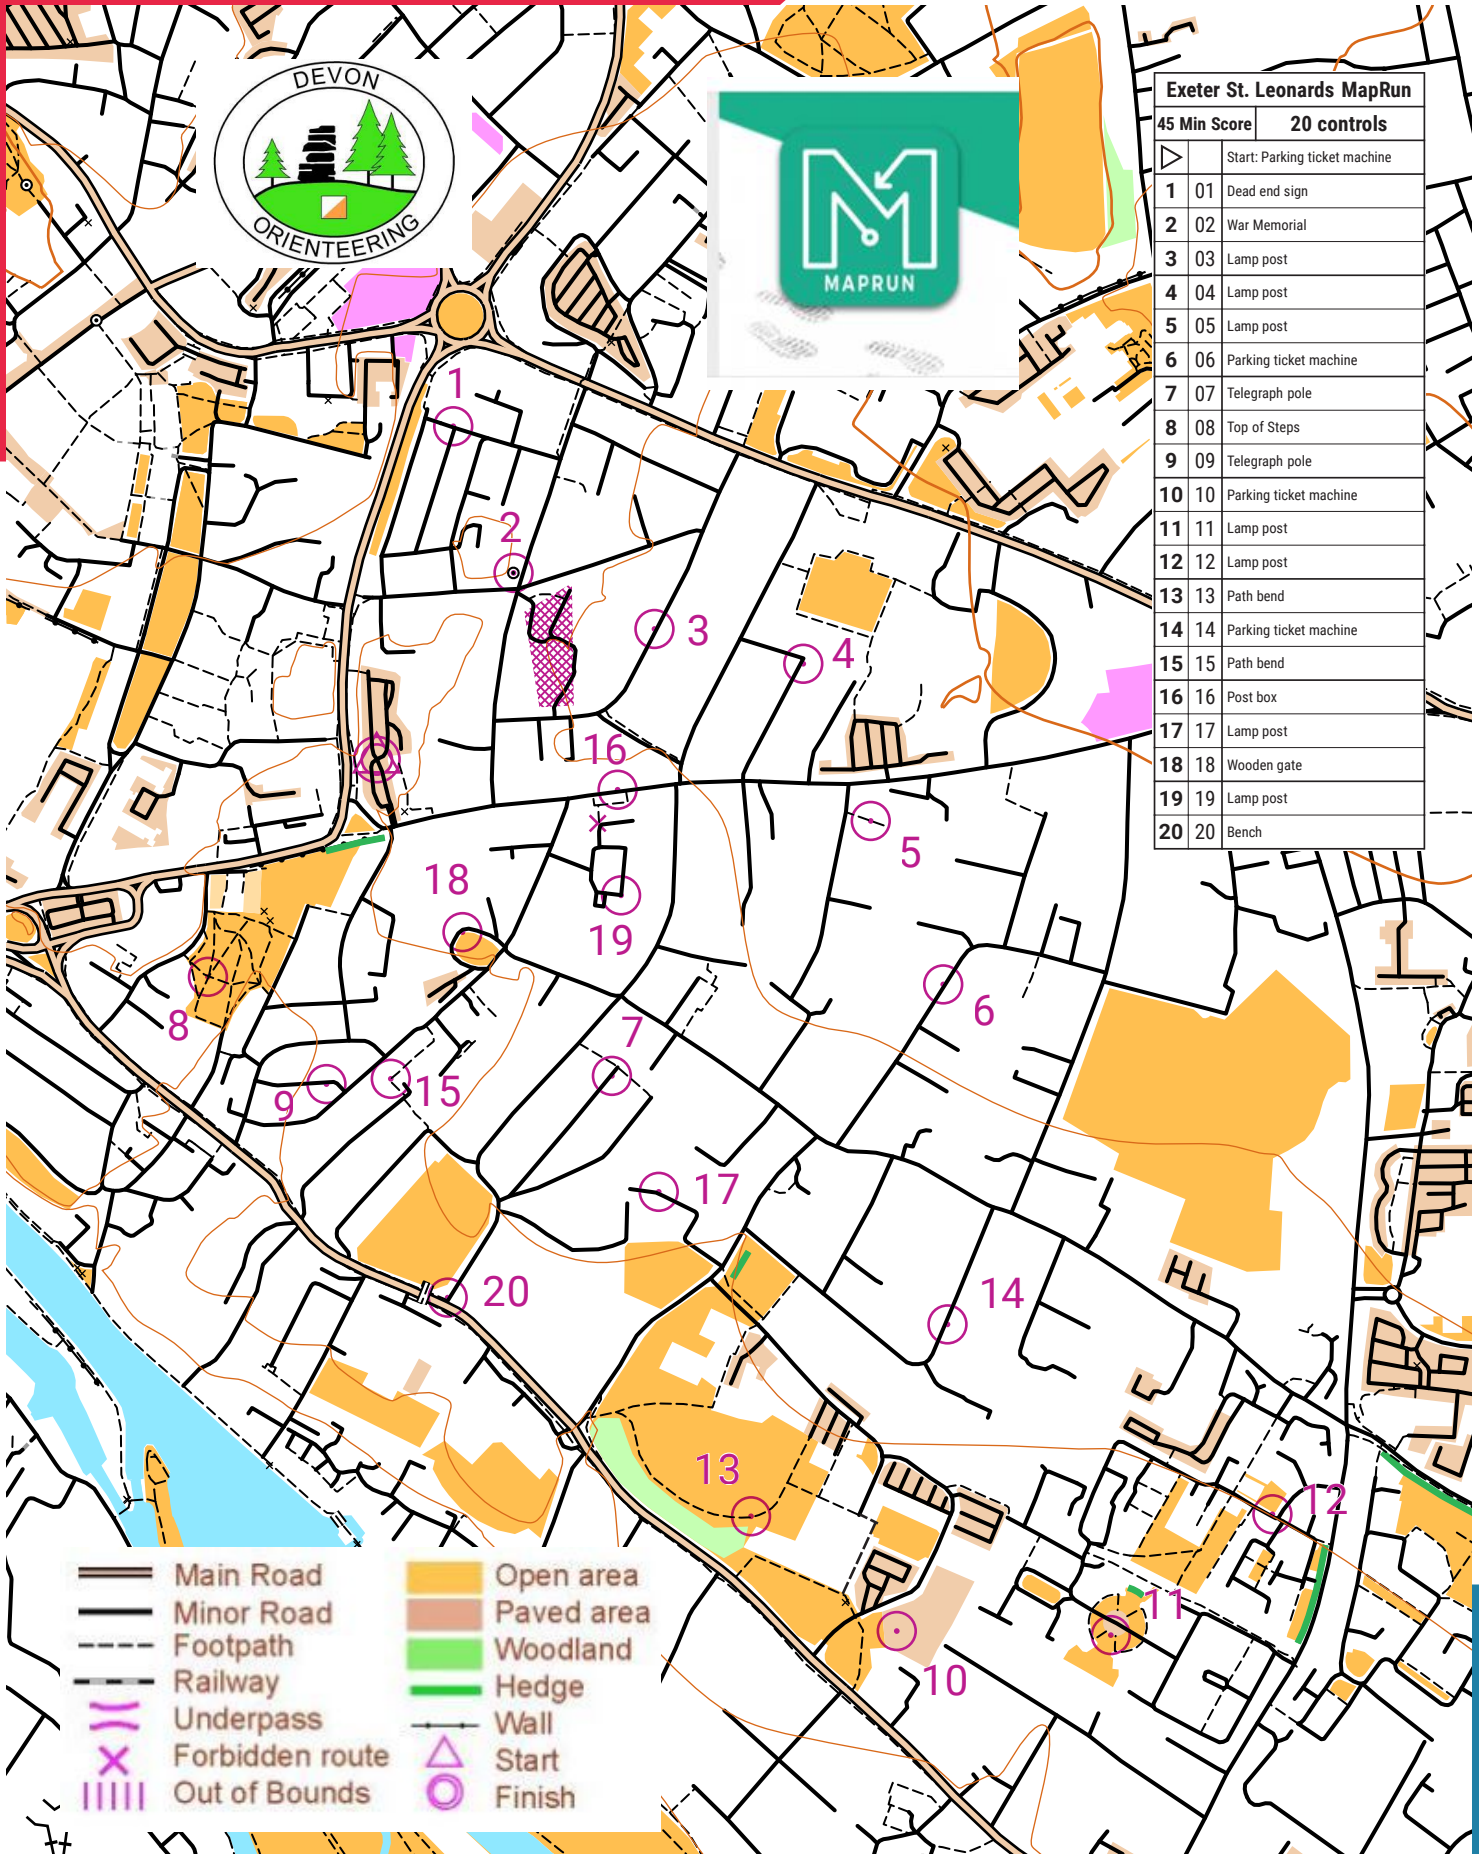 DEVON
ORIENTEERING
MAPRUN
Exeter St. Leonards MapRun
45 Min Score 20 controls
Start: Parking ticket machine
1 01 Dead end sign
2 02 War Memorial
3 03 Lamp post
4 04 Lamp post
5 05 Lamp post
6 06 Parking ticket machine
7 07 Telegraph pole
8 08 Top of Steps
9 09 Telegraph pole
10 10 Parking ticket machine
11 11 Lamp post
12 12 Lamp post
13 13 Path bend
14 14 Parking ticket machine
15 15 Path bend
16 16 Post box
17 17 Lamp post
18 18 Wooden gate
19 19 Lamp post
20 20 Bench
1
2
3
4
16
5
18
19
6
8
7
9
15
17
20
14
13
12
11
10
Main Road
Minor Road
Footpath
Railway
Underpass
Forbidden route
Out of Bounds
Open area
Paved area
Woodland
Hedge
Wall
Start
Finish